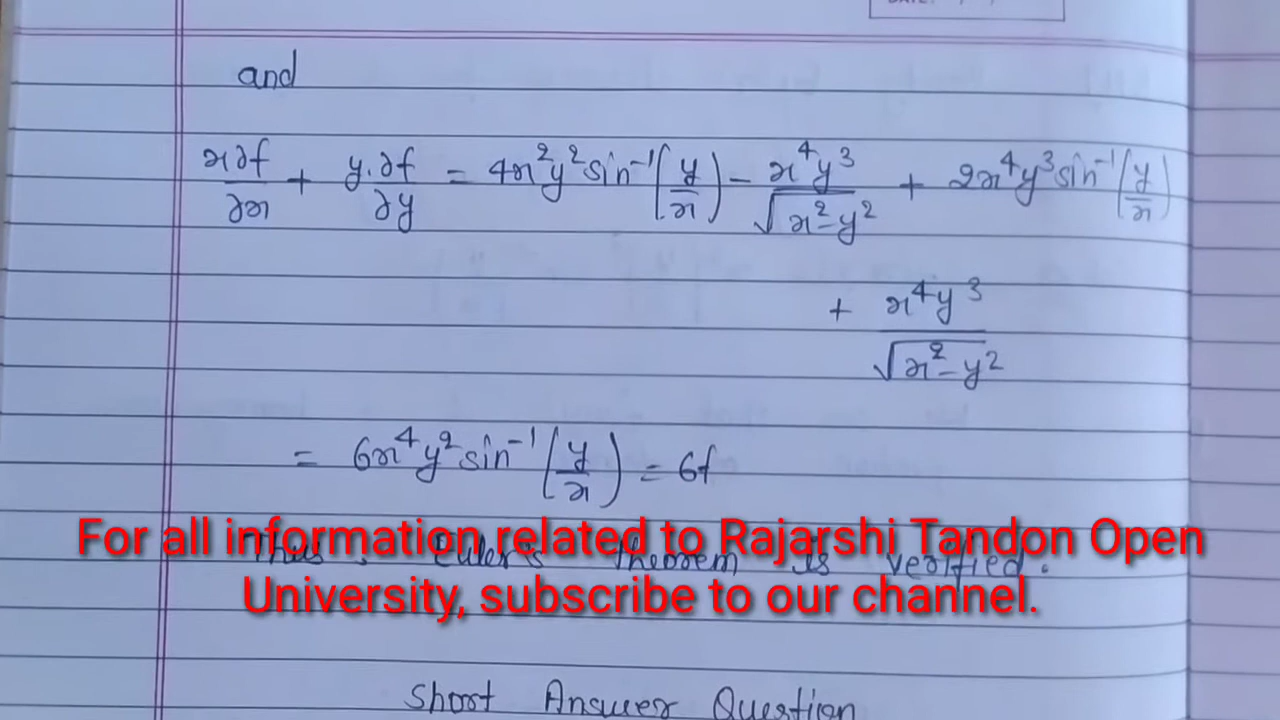 and
x∂f/∂x + y.∂f/∂y = 4x²y²sin⁻¹(y/x) − x⁴y³/√x²−y² + 2x⁴y³sin⁻¹(y/x)
+ x⁴y³/√x²−y²
= 6x⁴y²sin⁻¹(y/x) = 6f
For all information related to Rajarshi Tandon Open
Thus, Euler's theorem is verified.
University, subscribe to our channel.
Short Answer Question